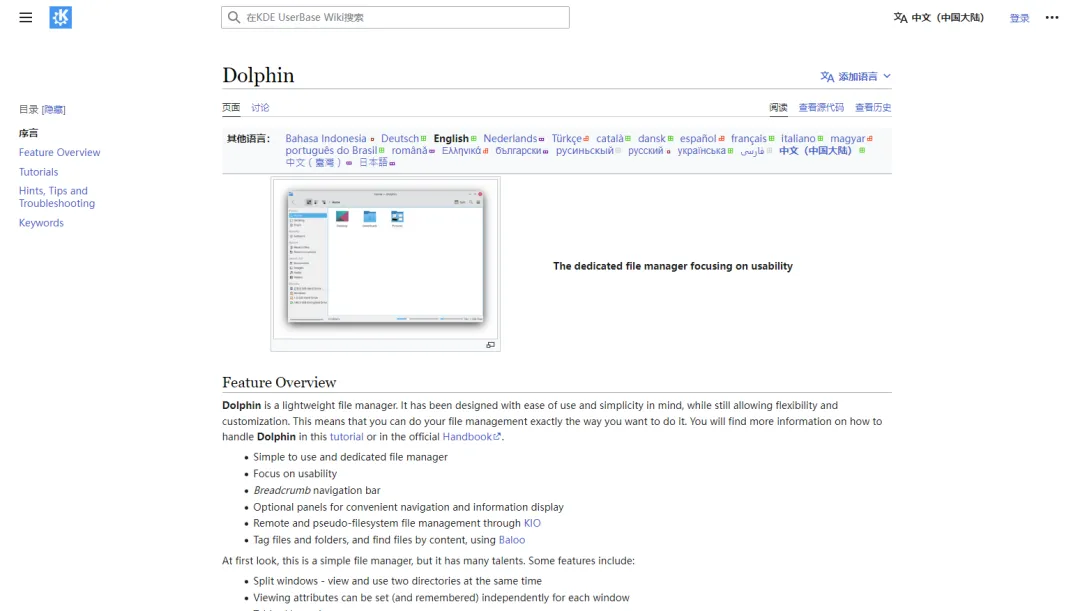 在KDE UserBase Wiki搜索
中文（中国大陆）
登录
Dolphin
添加语言
目录 [隐藏]
序言
Feature Overview
Tutorials
Hints, Tips and
Troubleshooting
Keywords
页面 讨论
阅读 查看源代码 查看历史
其他语言：
Bahasa Indonesia Deutsch English Nederlands Türkçe català dansk español français italiano magyar
português do Brasil română Ελληνικά български русиньскый русский українська فارسی 中文（中国大陆）
中文（臺灣） 日本語
The dedicated file manager focusing on usability
Feature Overview
Dolphin is a lightweight file manager. It has been designed with ease of use and simplicity in mind, while still allowing flexibility and
customization. This means that you can do your file management exactly the way you want to do it. You will find more information on how to
handle Dolphin in this tutorial or in the official Handbook.
• Simple to use and dedicated file manager
• Focus on usability
• Breadcrumb navigation bar
• Optional panels for convenient navigation and information display
• Remote and pseudo-filesystem file management through KIO
• Tag files and folders, and find files by content, using Baloo
At first look, this is a simple file manager, but it has many talents. Some features include:
• Split windows - view and use two directories at the same time
• Viewing attributes can be set (and remembered) independently for each window